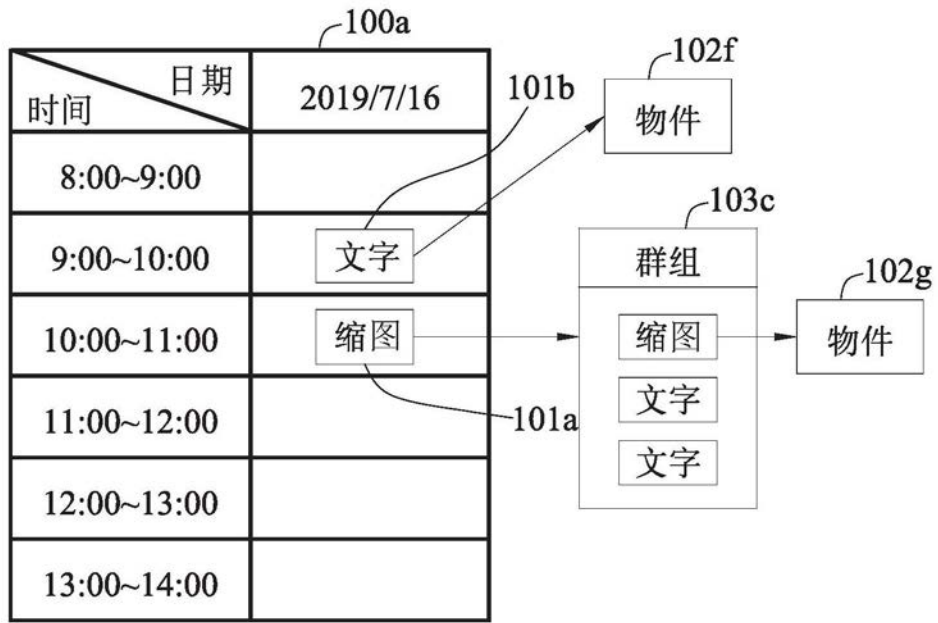 100a
日期
时间
2019/7/16
101b
102f
物件
8:00~9:00
9:00~10:00
文字
103c
群组
102g
10:00~11:00
缩图
缩图
物件
文字
11:00~12:00
101a
文字
12:00~13:00
13:00~14:00